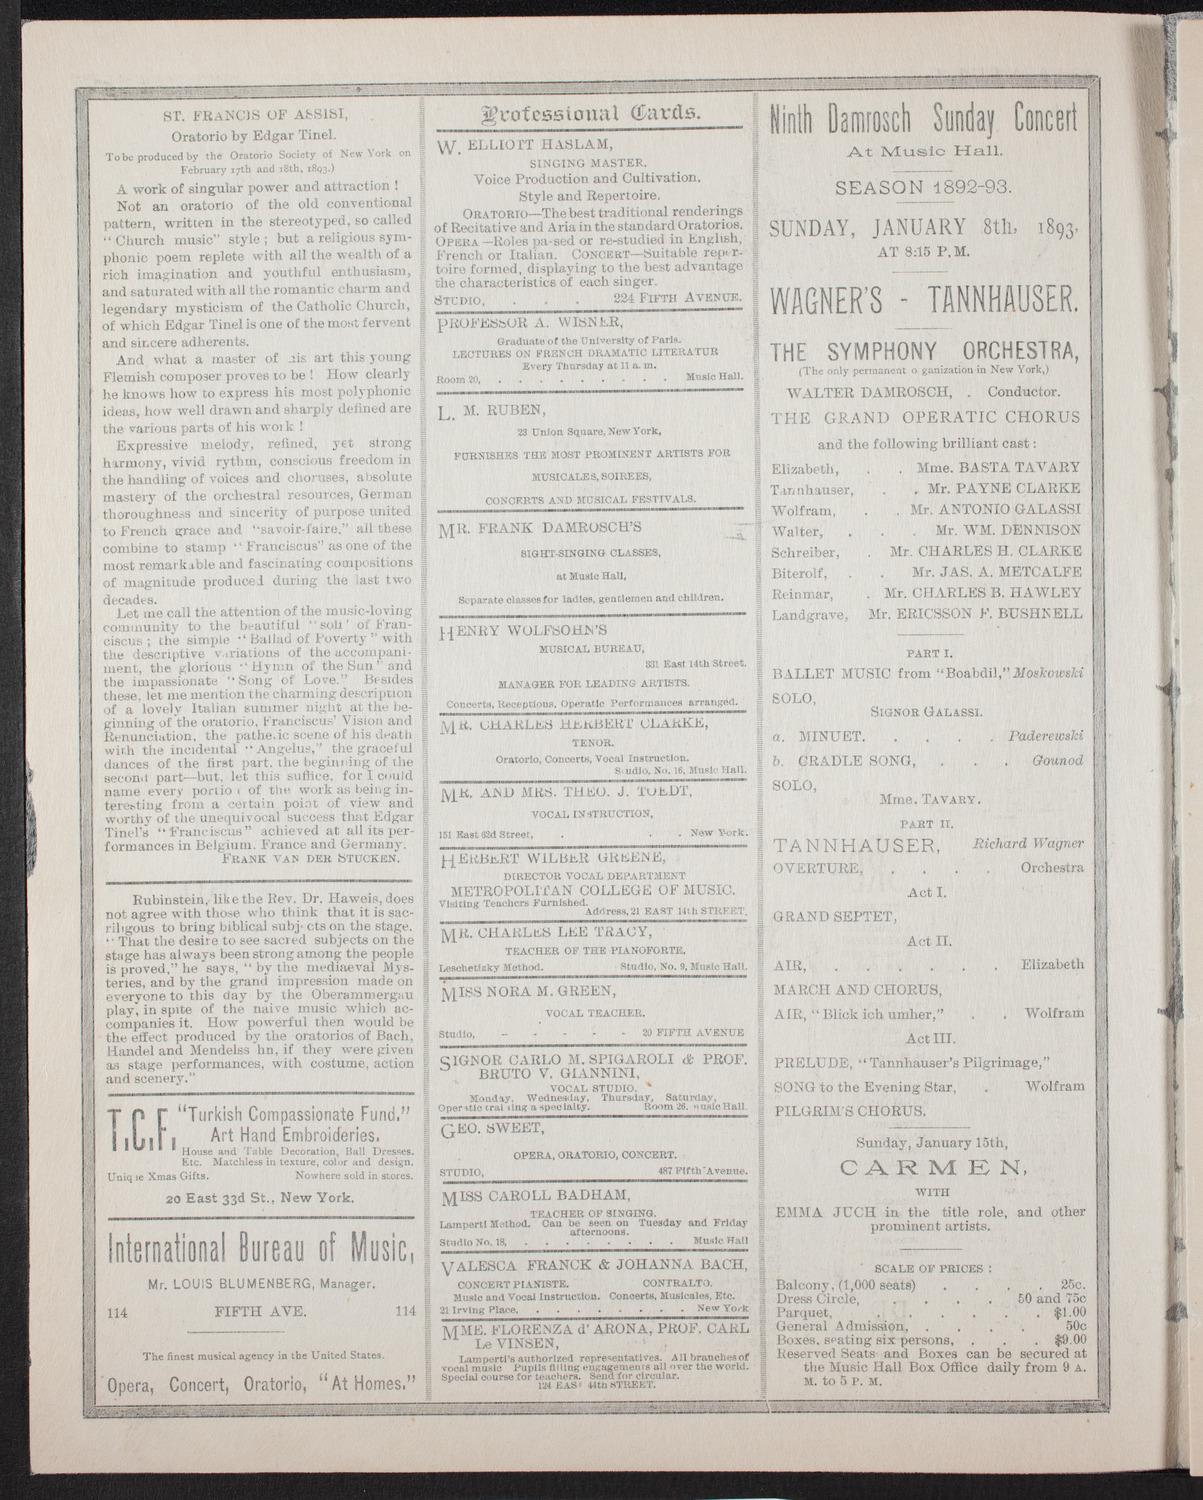 ST. FRANCIS OF ASSISI,
Oratorio by Edgar Tinel.
To be produced by the Oratorio Society of New York on
February 17th and 18th, 1893.)
A work of singular power and attraction !
Not an oratorio of the old conventional
pattern, written in the stereotyped, so called
“ Church music” style ; but a religious sym-
phonic poem replete with all the wealth of a
rich imagination and youthful enthusiasm,
and saturated with all the romantic charm and
legendary mysticism of the Catholic Church,
of which Edgar Tinel is one of the most fervent
and sincere adherents.
And what a master of his art this young
Flemish composer proves to be ! How clearly
he knows how to express his most polyphonic
ideas, how well drawn and sharply defined are
the various parts of his work !
Expressive melody, refined, yet strong
harmony, vivid rythm, conscious freedom in
the handling of voices and choruses, absolute
mastery of the orchestral resources, German
thoroughness and sincerity of purpose united
to French grace and “savoir-faire,” all these
combine to stamp “ Franciscus” as one of the
most remarkable and fascinating compositions
of magnitude produced during the last two
decades.
Let me call the attention of the music-loving
community to the beautiful “soli’ of Fran-
ciscus ; the simple “ Ballad of Poverty ” with
the descriptive variations of the accompani-
ment, the glorious “ Hymn of the Sun ” and
the impassionate “ Song of Love.” Besides
these, let me mention the charming description
of a lovely Italian summer night at the be-
ginning of the oratorio, Franciscus’ Vision and
Renunciation, the pathetic scene of his death
with the incidental “ Angelus,” the graceful
dances of the first part, the beginning of the
second part—but, let this suffice, for I could
name every portion of the work as being in-
teresting from a certain point of view and
worthy of the unequivocal success that Edgar
Tinel’s “Franciscus” achieved at all its per-
formances in Belgium, France and Germany.
FRANK VAN DER STUCKEN.
Rubinstein, like the Rev. Dr. Haweis, does
not agree with those who think that it is sac-
riligous to bring biblical subjects on the stage.
“ That the desire to see sacred subjects on the
stage has always been strong among the people
is proved,” he says, “ by the mediaeval Mys-
teries, and by the grand impression made on
everyone to this day by the Oberammergau
play, in spite of the naive music which ac-
companies it. How powerful then would be
the effect produced by the oratorios of Bach,
Handel and Mendelss hn, if they were given
as stage performances, with costume, action
and scenery.”
T.C.F. “Turkish Compassionate Fund,”
Art Hand Embroideries,
House and Table Decoration, Ball Dresses.
Etc. Matchless in texture, color and design.
Unique Xmas Gifts. Nowhere sold in stores.
20 East 33d St., New York.
International Bureau of Music,
Mr. LOUIS BLUMENBERG, Manager.
114 FIFTH AVE. 114
The finest musical agency in the United States.
Opera, Concert, Oratorio, “At Homes.”
Professional Cards.
W. ELLIOTT HASLAM,
SINGING MASTER.
Voice Production and Cultivation.
Style and Repertoire.
ORATORIO—The best traditional renderings
of Recitative and Aria in the standard Oratorios.
OPERA —Roles pa-sed or re-studied in English,
French or Italian. CONCERT—Suitable reper-
toire formed, displaying to the best advantage
the characteristics of each singer.
STUDIO, . . . 224 FIFTH AVENUE.
PROFESSOR A. WISNER,
Graduate of the University of Paris.
LECTURES ON FRENCH DRAMATIC LITERATUR
Every Thursday at 11 a. m.
Room 20, . . . . . . . . . Music Hall.
L. M. RUBEN,
23 Union Square, New York,
FURNISHES THE MOST PROMINENT ARTISTS FOR
MUSICALES, SOIREES,
CONCERTS AND MUSICAL FESTIVALS.
MR. FRANK DAMROSCH’S
SIGHT-SINGING CLASSES,
at Music Hall,
Separate classes for ladies, gentlemen and children.
HENRY WOLFSOHN’S
MUSICAL BUREAU,
331 East 14th Street.
MANAGER FOR LEADING ARTISTS.
Concerts, Receptions, Operatic Performances arranged.
MR. CHARLES HERBERT CLARKE,
TENOR.
Oratorio, Concerts, Vocal Instruction.
Studio, No. 16, Music Hall.
MR. AND MRS. THEO. J. TOEDT,
VOCAL INSTRUCTION,
151 East 62d Street, . . . New York.
HERBERT WILBER GREENE,
DIRECTOR VOCAL DEPARTMENT
METROPOLITAN COLLEGE OF MUSIC.
Visiting Teachers Furnished.
Address, 21 EAST 14th STREET.
MR. CHARLES LEE TRACY,
TEACHER OF THE PIANOFORTE.
Leschetizky Method. Studio, No. 9, Music Hall.
MISS NORA M. GREEN,
VOCAL TEACHER.
Studio, - - - - - 20 FIFTH AVENUE
SIGNOR CARLO M. SPIGAROLI & PROF.
BRUTO V. GIANNINI,
VOCAL STUDIO.
Monday, Wednesday, Thursday, Saturday,
Operatic training a specialty. Room 26, Music Hall.
GEO. SWEET,
OPERA, ORATORIO, CONCERT.
STUDIO, 487 Fifth Avenue.
MISS CAROLL BADHAM,
TEACHER OF SINGING.
Lamperti Method. Can be seen on Tuesday and Friday
afternoons.
Studio No. 18, . . . . . . . . Music Hall
VALESCA FRANCK & JOHANNA BACH,
CONCERT PIANISTE. CONTRALTO.
Music and Vocal Instruction. Concerts, Musicales, Etc.
21 Irving Place, . . . . . . . . New York
MME. FLORENZA d’ ARONA, PROF. CARL
Le VINSEN,
Lamperti’s authorized representatives. All branches of
vocal music Pupils filling engagements all over the world.
Special course for teachers. Send for circular.
124 EAST 44th STREET.
Ninth Damrosch Sunday Concert
At Music Hall.
SEASON 1892-93.
SUNDAY, JANUARY 8th, 1893,
AT 8:15 P.M.
WAGNER’S - TANNHAUSER.
THE SYMPHONY ORCHESTRA,
(The only permanent o ganization in New York,)
WALTER DAMROSCH, . Conductor.
THE GRAND OPERATIC CHORUS
and the following brilliant cast :
Elizabeth, . . Mme. BASTA TAVARY
Tannhauser, . . Mr. PAYNE CLARKE
Wolfram, . . Mr. ANTONIO GALASSI
Walter, . . . Mr. WM. DENNISON
Schreiber, . Mr. CHARLES H. CLARKE
Biterolf, . . Mr. JAS. A. METCALFE
Reinmar, . Mr. CHARLES B. HAWLEY
Landgrave, Mr. ERICSSON F. BUSHNELL
PART I.
BALLET MUSIC from “Boabdil,” Moskowski
SOLO,
SIGNOR GALASSI.
a. MINUET. . . . . Paderewski
b. CRADLE SONG, . . . Gounod
SOLO,
Mme. TAVARY.
PART II.
TANNHAUSER, Richard Wagner
OVERTURE, . . . . Orchestra
Act I.
GRAND SEPTET,
Act II.
AIR, . . . . . . Elizabeth
MARCH AND CHORUS,
AIR, “ Blick ich umher,” . . Wolfram
Act III.
PRELUDE, “Tannhauser’s Pilgrimage,”
SONG to the Evening Star, . Wolfram
PILGRIM’S CHORUS.
Sunday, January 15th,
CARMEN,
WITH
EMMA JUCH in the title role, and other
prominent artists.
SCALE OF PRICES :
Balcony, (1,000 seats) . . . . 25c.
Dress Circle, . . . . 50 and 75c
Parquet, . . . . . . $1.00
General Admission, . . . . 50c
Boxes, seating six persons, . . . $9.00
Reserved Seats and Boxes can be secured at
the Music Hall Box Office daily from 9 A.
M. to 5 P. M.